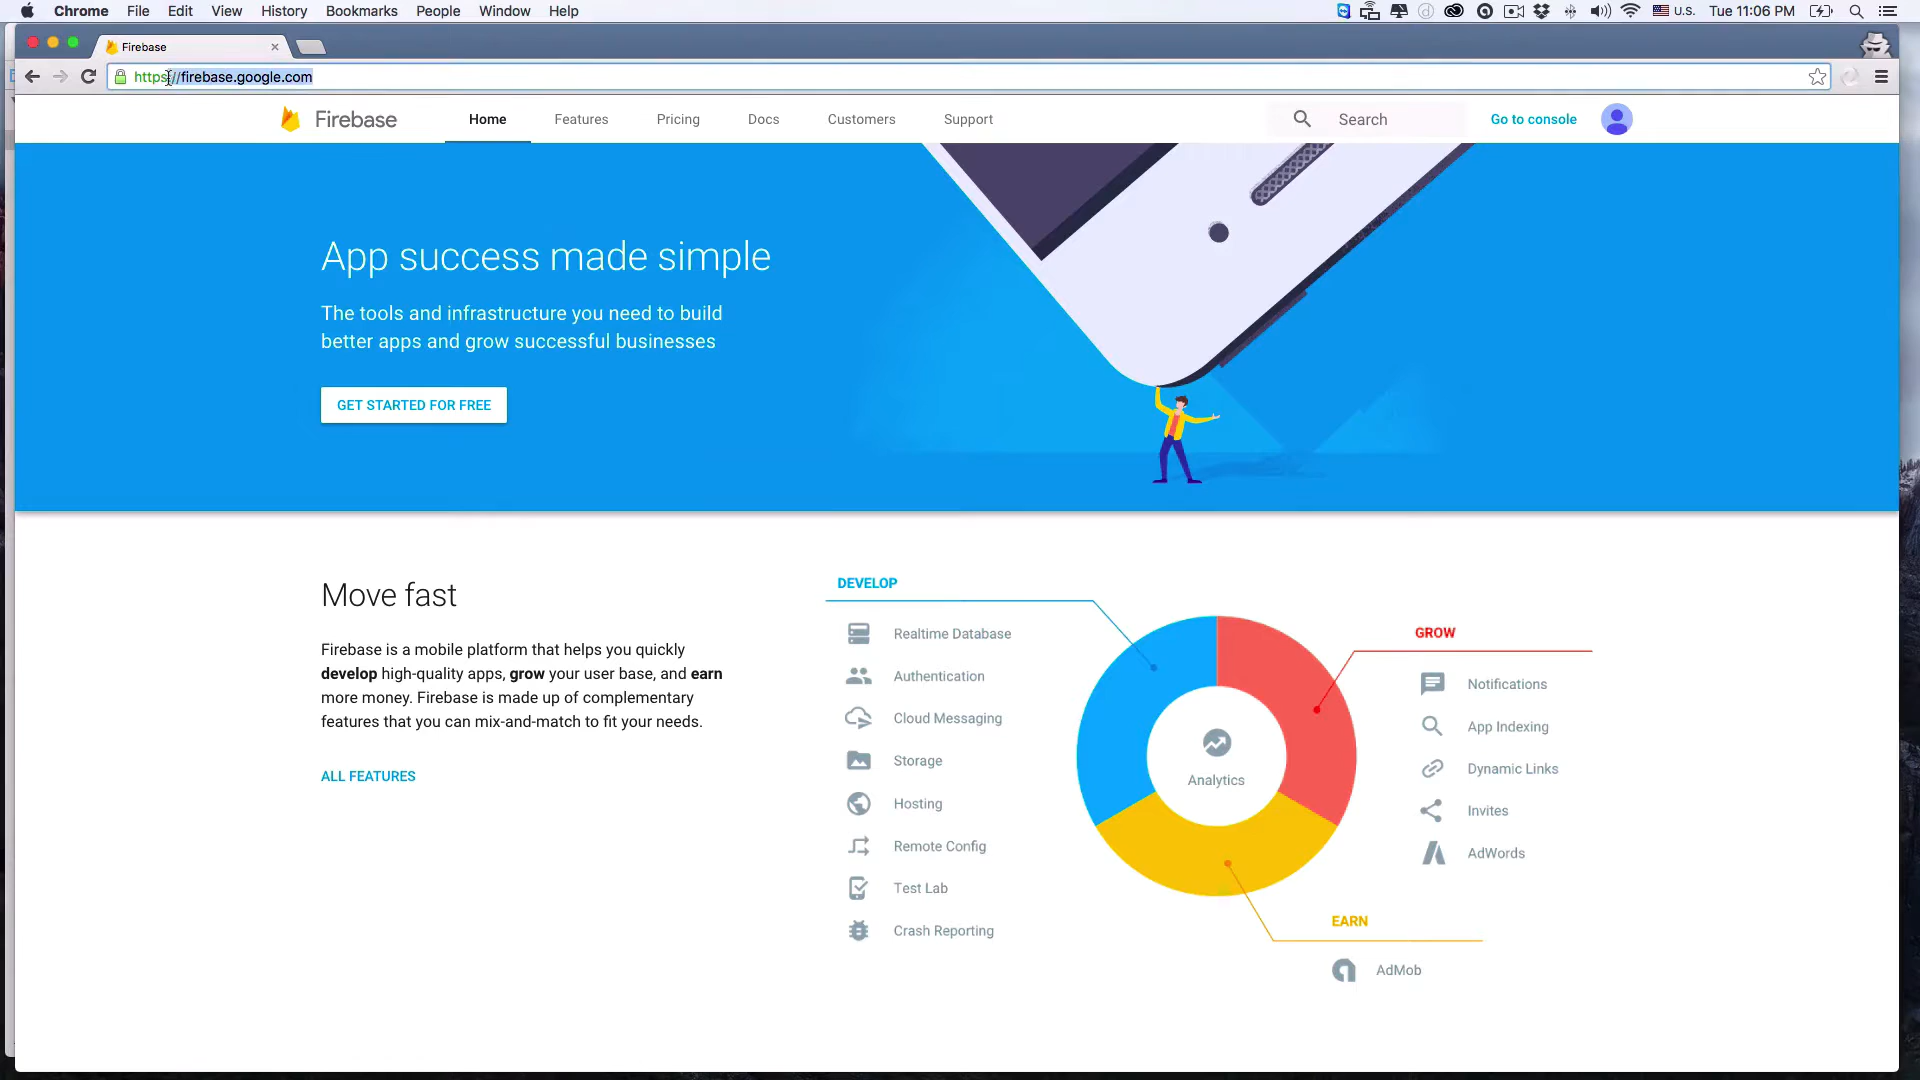 Chrome File Edit View History Bookmarks People Window Help U.S. Tue 11:06 PM
Firebase
https://firebase.google.com
Firebase Home Features Pricing Docs Customers Support Search Go to console
App success made simple
The tools and infrastructure you need to build
better apps and grow successful businesses
GET STARTED FOR FREE
Move fast
Firebase is a mobile platform that helps you quickly
develop high-quality apps, grow your user base, and earn
more money. Firebase is made up of complementary
features that you can mix-and-match to fit your needs.
ALL FEATURES
DEVELOP
Realtime Database
Authentication
Cloud Messaging
Storage
Hosting
Remote Config
Test Lab
Crash Reporting
Analytics
GROW
Notifications
App Indexing
Dynamic Links
Invites
AdWords
EARN
AdMob